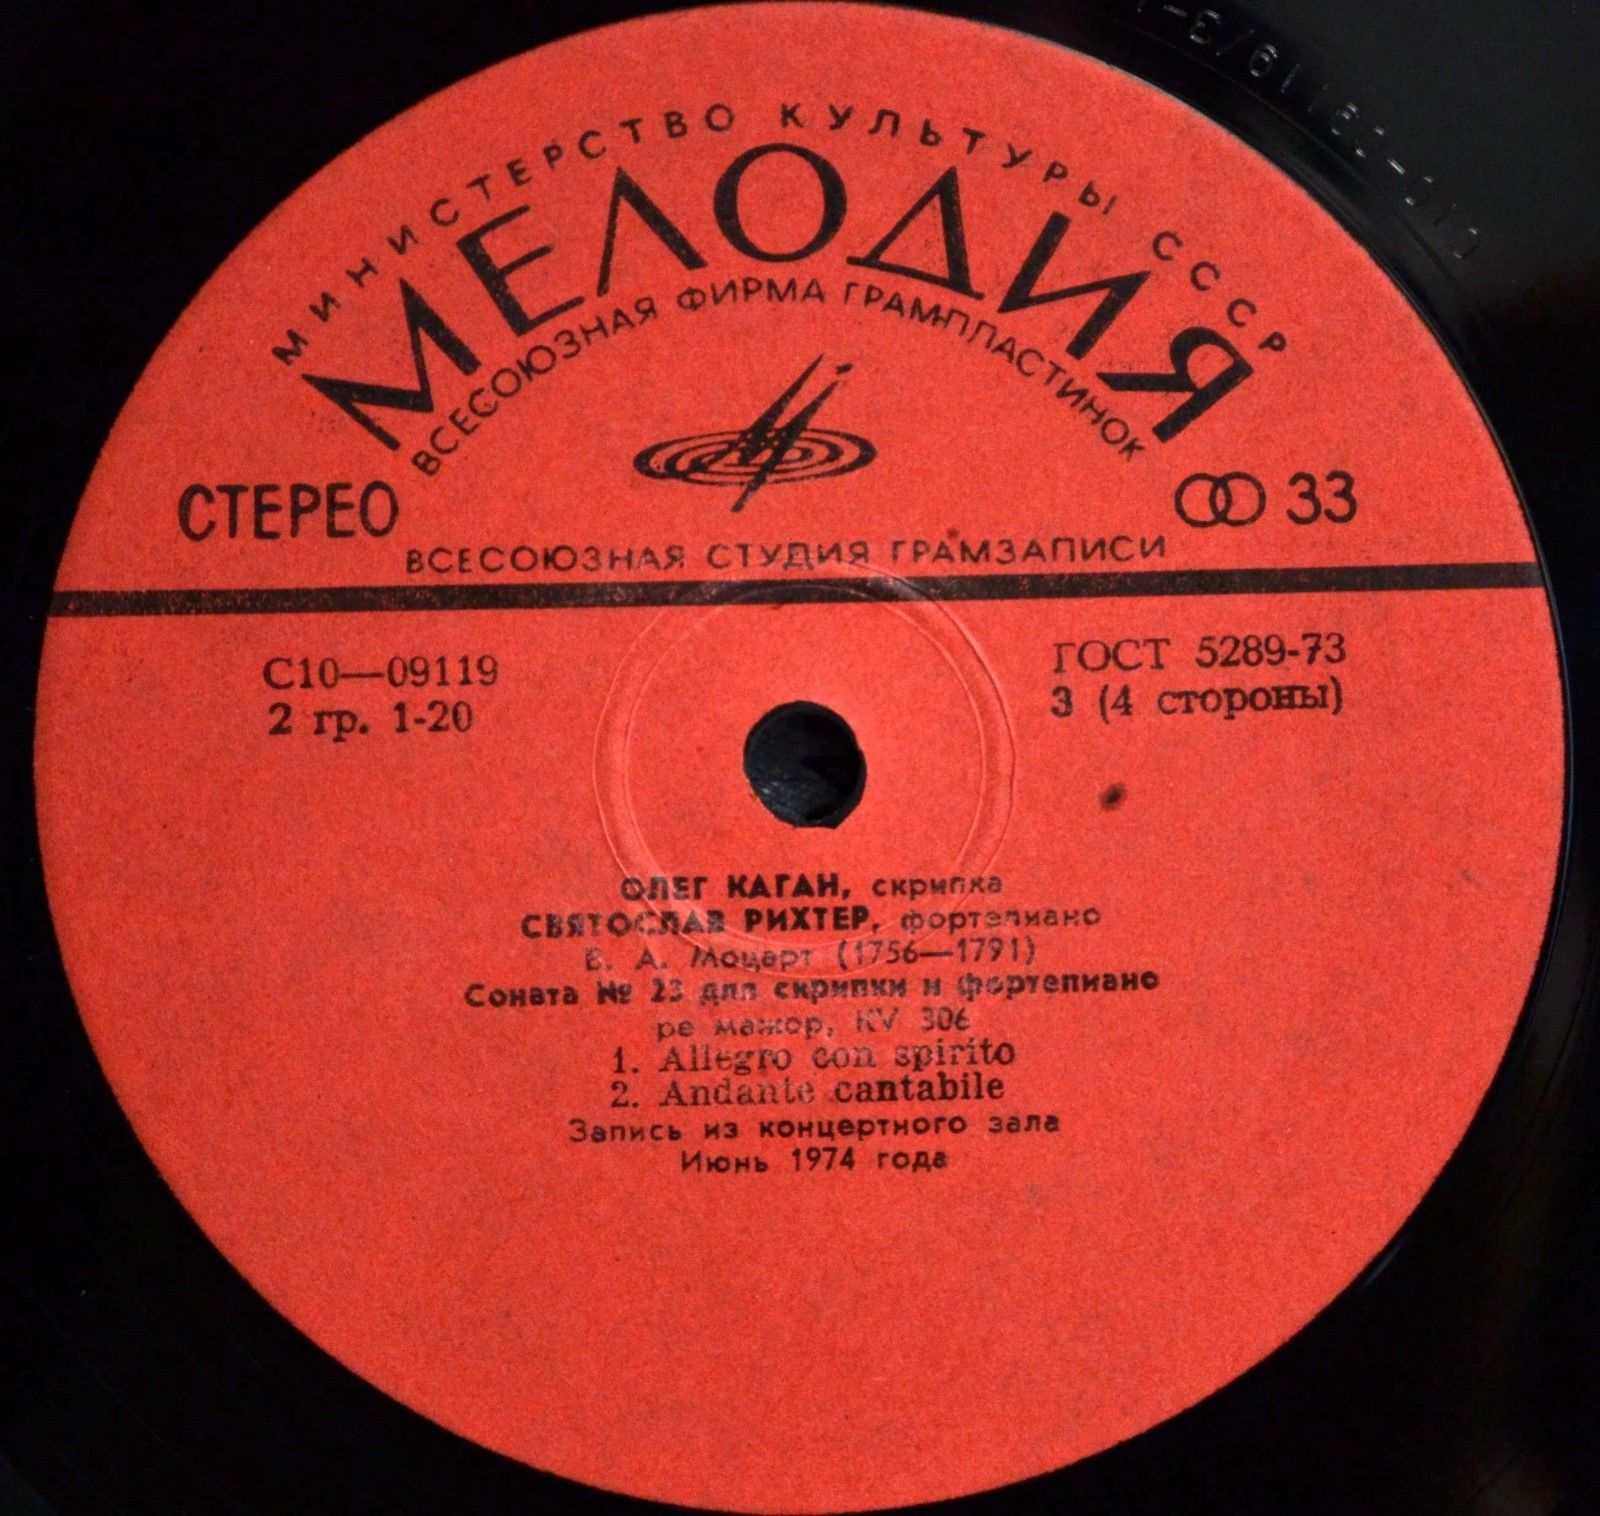 МИНИСТЕРСТВО КУЛЬТУРЫ СССР
МЕЛОДИЯ
ВСЕСОЮЗНАЯ ФИРМА ГРАМПЛАСТИНОК
СТЕРЕО
33
ВСЕСОЮЗНАЯ СТУДИЯ ГРАМЗАПИСИ
С10—09119
2 гр. 1-20
ГОСТ 5289-73
3 (4 стороны)
ОЛЕГ КАГАН, скрипка
СВЯТОСЛАВ РИХТЕР, фортепиано
В. А. Моцарт (1756—1791)
Соната № 23 для скрипки и фортепиано
ре мажор, KV 306
1. Allegro con spirito
2. Andante cantabile
Запись из концертного зала
Июнь 1974 года